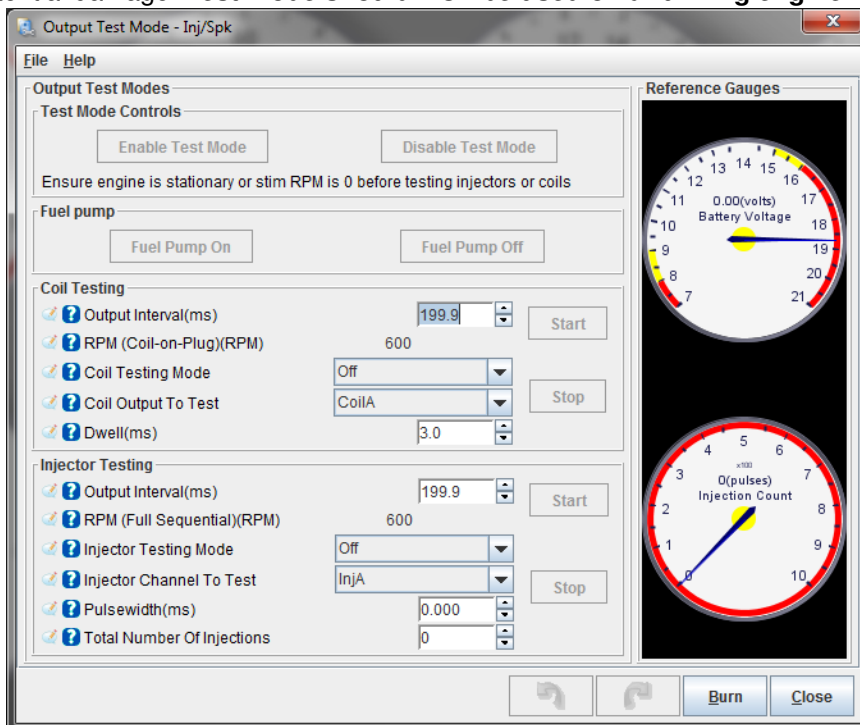 Output Test Mode - Inj/Spk
File Help
Output Test Modes
Test Mode Controls
Enable Test Mode Disable Test Mode
Ensure engine is stationary or stim RPM is 0 before testing injectors or coils
Fuel pump
Fuel Pump On Fuel Pump Off
Coil Testing
Output Interval(ms) 199.9 Start
RPM (Coil-on-Plug)(RPM) 600
Coil Testing Mode Off
Coil Output To Test CoilA Stop
Dwell(ms) 3.0
Injector Testing
Output Interval(ms) 199.9 Start
RPM (Full Sequential)(RPM) 600
Injector Testing Mode Off
Injector Channel To Test InjA Stop
Pulsewidth(ms) 0.000
Total Number Of Injections 0
Reference Gauges
7 8 9 10 11 12 13 14 15 16 17 18 19 20 21
0.00(volts)
Battery Voltage
0 1 2 3 4 5 6 7 8 9 10
x100
0(pulses)
Injection Count
Burn Close